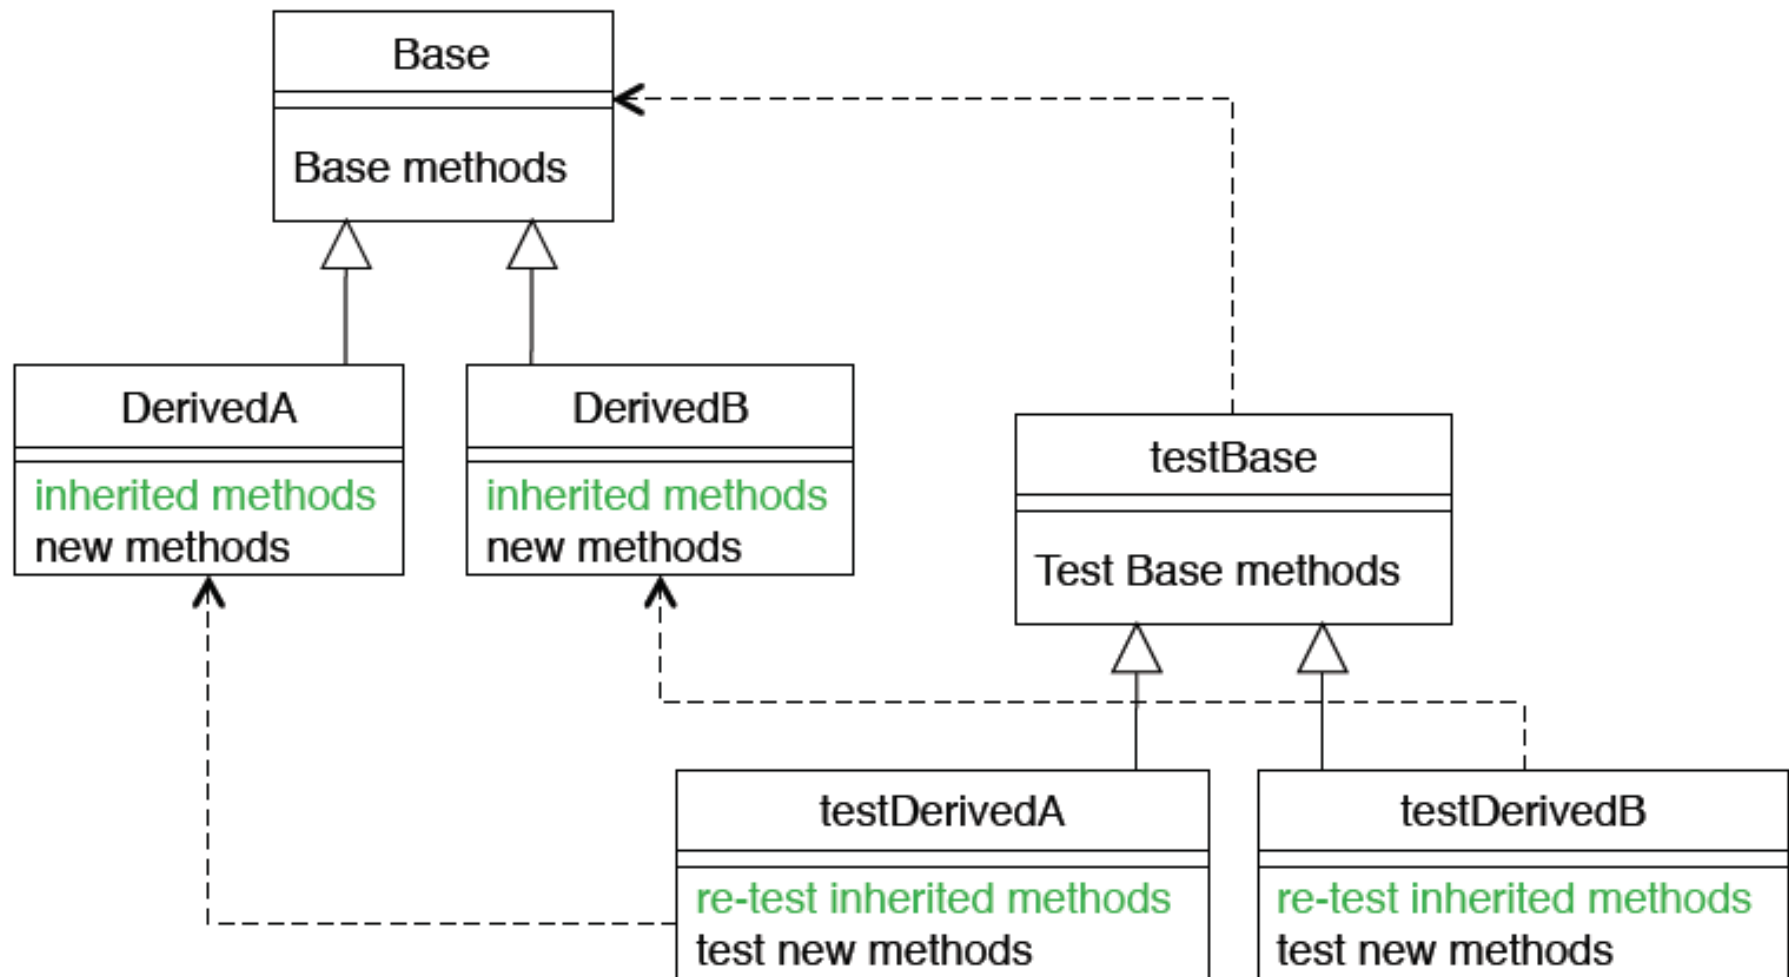 Base
Base methods
DerivedA
inherited methods
new methods
DerivedB
inherited methods
new methods
testBase
Test Base methods
testDerivedA
re-test inherited methods
test new methods
testDerivedB
re-test inherited methods
test new methods